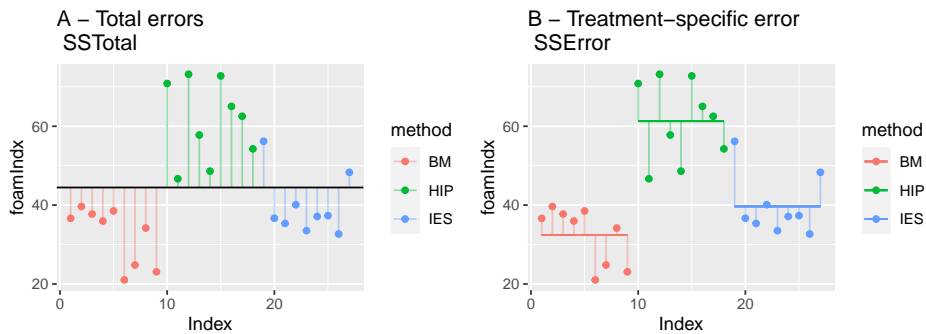 A – Total errors
SSTotal
foamIndx
60
40
20
0
10
20
Index
method
BM
HIP
IES
B – Treatment–specific error
SSError
foamIndx
60
40
20
0
10
20
Index
method
BM
HIP
IES